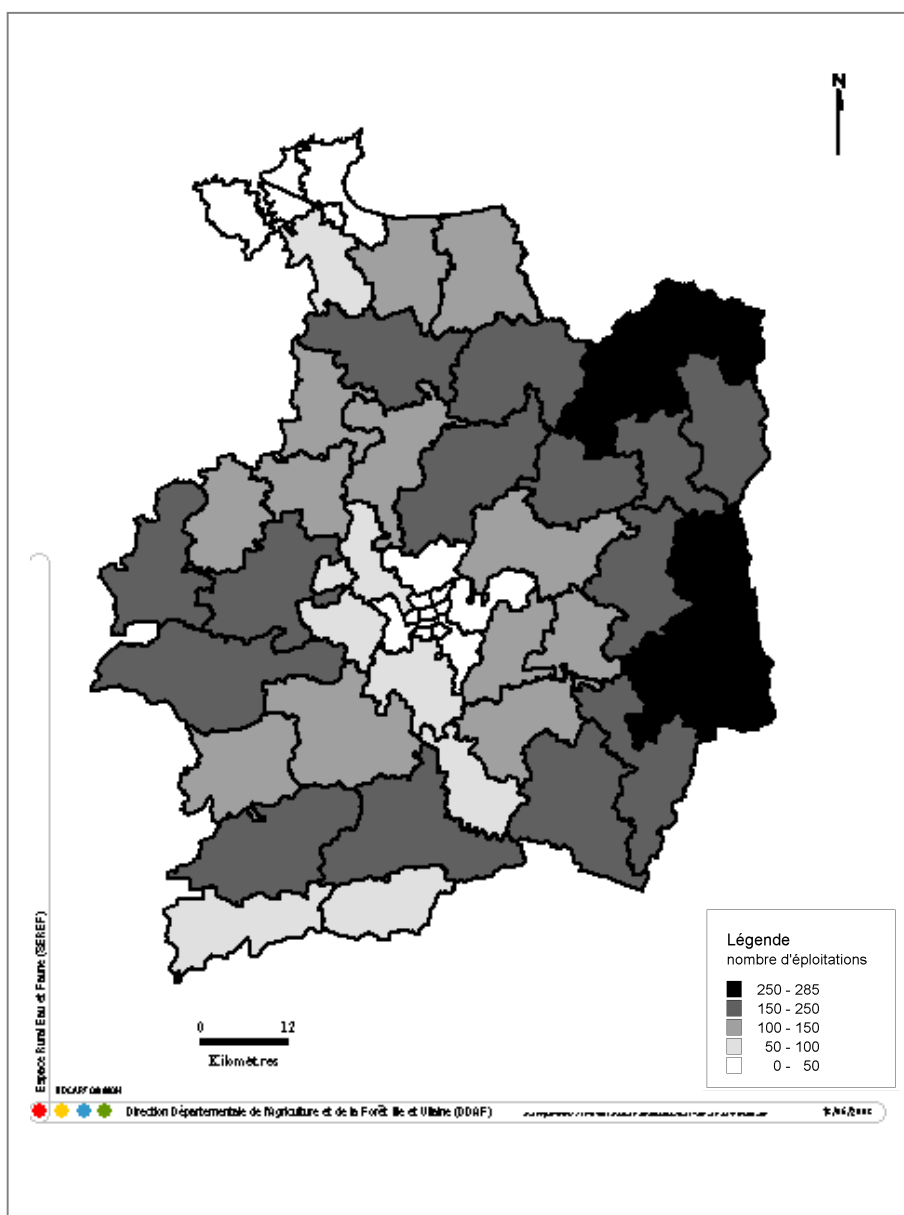 N
Légende
nombre d'éploitations
250 - 285
150 - 250
100 - 150
50 - 100
0 - 50
0 12
Kilomètres
Espace Rural Eau et Faune (SEREF)
Direction Départementale de l'Agriculture et de la Forêt Ille et Vilaine (DDAF)